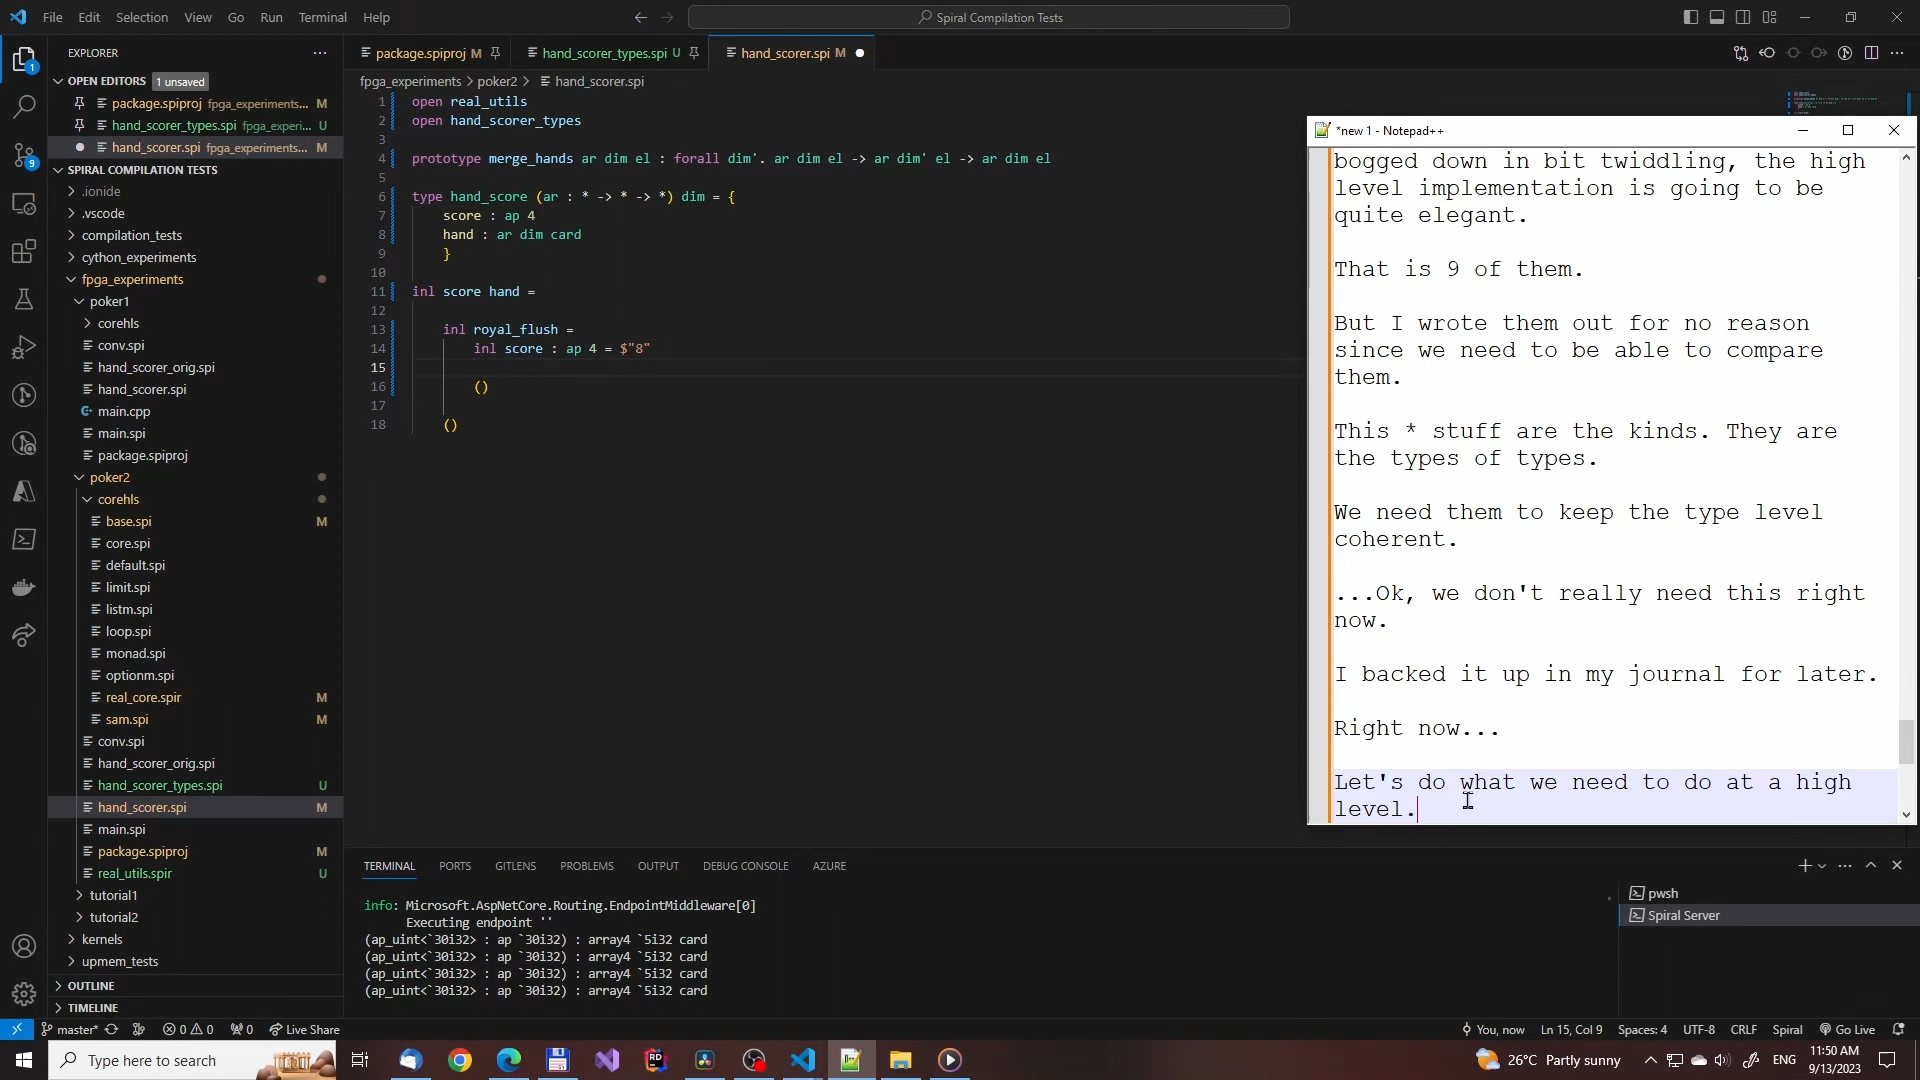 File Edit Selection View Go Run Terminal Help
Spiral Compilation Tests
EXPLORER
OPEN EDITORS 1 unsaved
package.spiproj fpga_experiments... M
hand_scorer_types.spi fpga_experi... U
hand_scorer.spi fpga_experiments... M
SPIRAL COMPILATION TESTS
.ionide
.vscode
compilation_tests
cython_experiments
fpga_experiments
poker1
corehls
conv.spi
hand_scorer_orig.spi
hand_scorer.spi
main.cpp
main.spi
package.spiproj
poker2
corehls
base.spi M
core.spi
default.spi
limit.spi
listm.spi
loop.spi
monad.spi
optionm.spi
real_core.spir M
sam.spi M
conv.spi
hand_scorer_orig.spi
hand_scorer_types.spi U
hand_scorer.spi M
main.spi
package.spiproj M
real_utils.spir U
tutorial1
tutorial2
kernels
upmem_tests
OUTLINE
TIMELINE
package.spiproj M
hand_scorer_types.spi U
hand_scorer.spi M
fpga_experiments > poker2 > hand_scorer.spi
1 open real_utils
2 open hand_scorer_types
3
4 prototype merge_hands ar dim el : forall dim'. ar dim el -> ar dim' el -> ar dim el
5
6 type hand_score (ar : * -> * -> *) dim = {
7 score : ap 4
8 hand : ar dim card
9 }
10
11 inl score hand =
12
13 inl royal_flush =
14 inl score : ap 4 = $"8"
15
16 ()
17
18 ()
*new 1 - Notepad++
bogged down in bit twiddling, the high
level implementation is going to be
quite elegant.
That is 9 of them.
But I wrote them out for no reason
since we need to be able to compare
them.
This * stuff are the kinds. They are
the types of types.
We need them to keep the type level
coherent.
...Ok, we don't really need this right
now.
I backed it up in my journal for later.
Right now...
Let's do what we need to do at a high
level.
TERMINAL PORTS GITLENS PROBLEMS OUTPUT DEBUG CONSOLE AZURE
info: Microsoft.AspNetCore.Routing.EndpointMiddleware[0]
Executing endpoint ''
(ap_uint<`30i32> : ap `30i32) : array4 `5i32 card
(ap_uint<`30i32> : ap `30i32) : array4 `5i32 card
(ap_uint<`30i32> : ap `30i32) : array4 `5i32 card
(ap_uint<`30i32> : ap `30i32) : array4 `5i32 card
pwsh
Spiral Server
master* 0 0 0 Live Share
You, now Ln 15, Col 9 Spaces: 4 UTF-8 CRLF Spiral Go Live
Type here to search
26°C Partly sunny
ENG
11:50 AM
9/13/2023